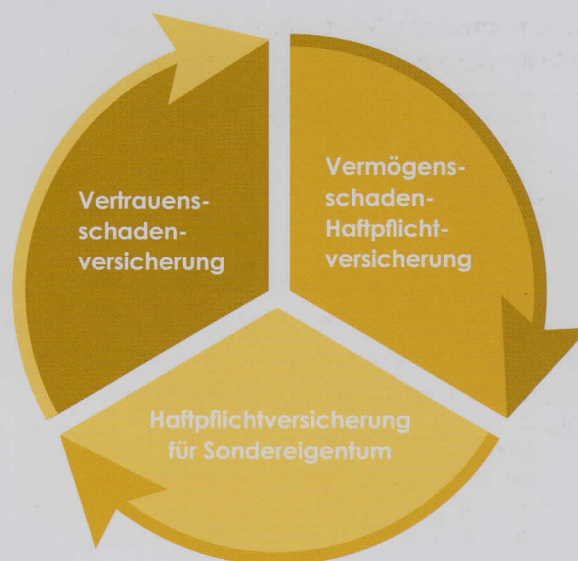 Vertrauens-
schaden-
versicherung
Vermögens-
schaden-
Haftpflicht-
versicherung
Haftpflichtversicherung
für Sondereigentum